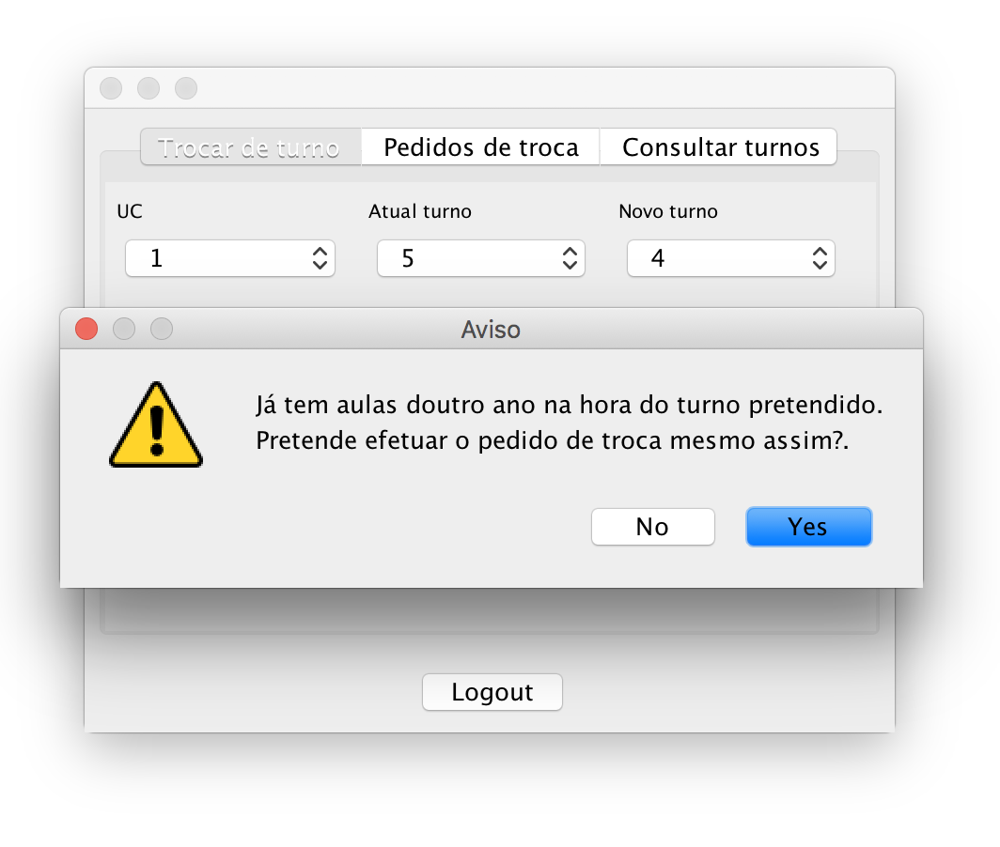 Trocar de turno Pedidos de troca Consultar turnos
UC Atual turno Novo turno
1 5 4
Aviso
Já tem aulas doutro ano na hora do turno pretendido.
Pretende efetuar o pedido de troca mesmo assim?.
No Yes
Logout